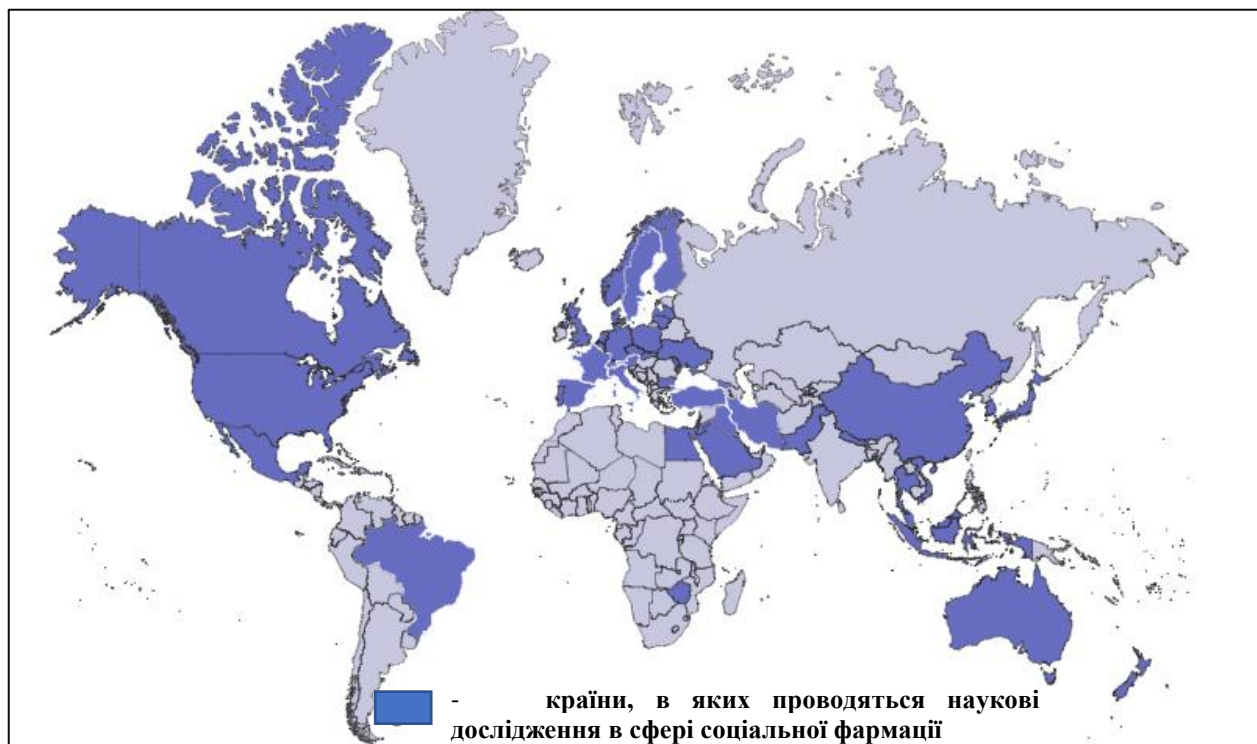 - країни, в яких проводяться наукові
дослідження в сфері соціальної фармації